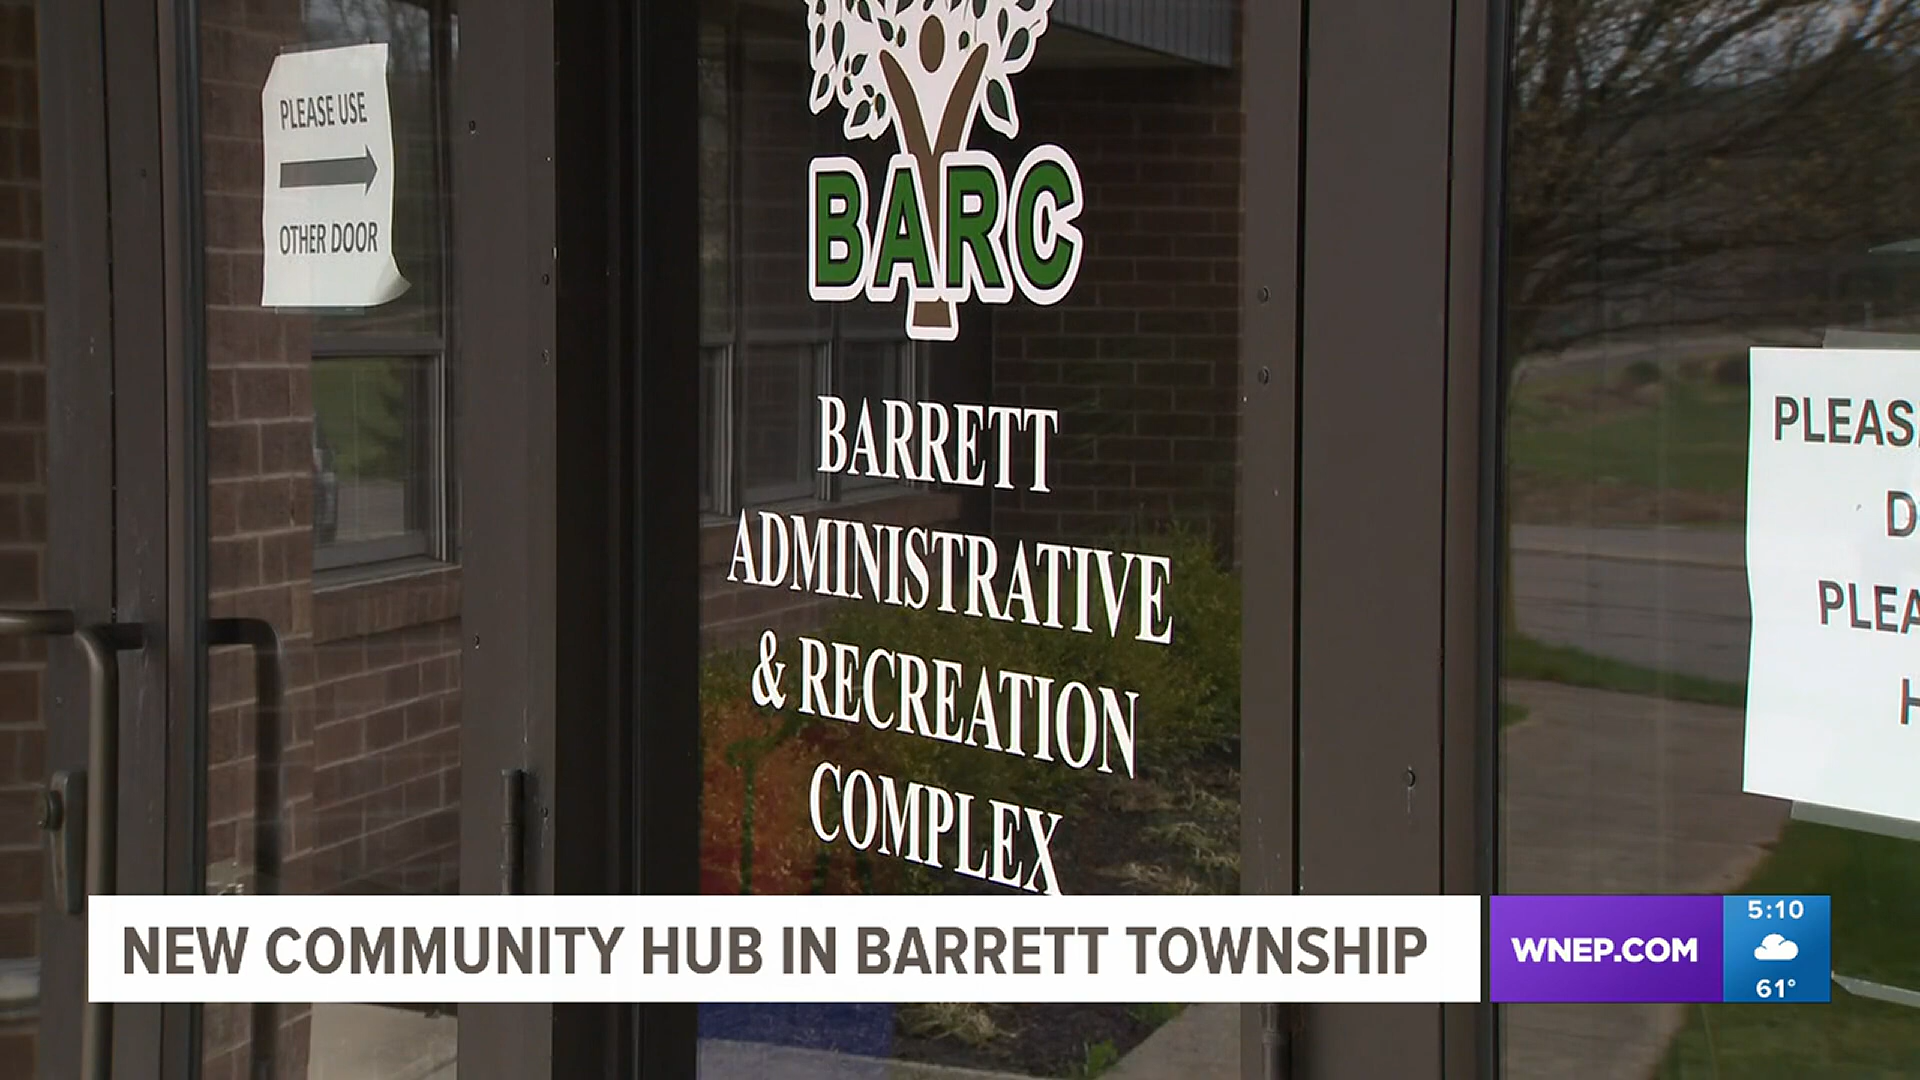 PLEASE USE
OTHER DOOR
BARC
BARRETT
ADMINISTRATIVE
& RECREATION
COMPLEX
NEW COMMUNITY HUB IN BARRETT TOWNSHIP
WNEP.COM
5:10
61°